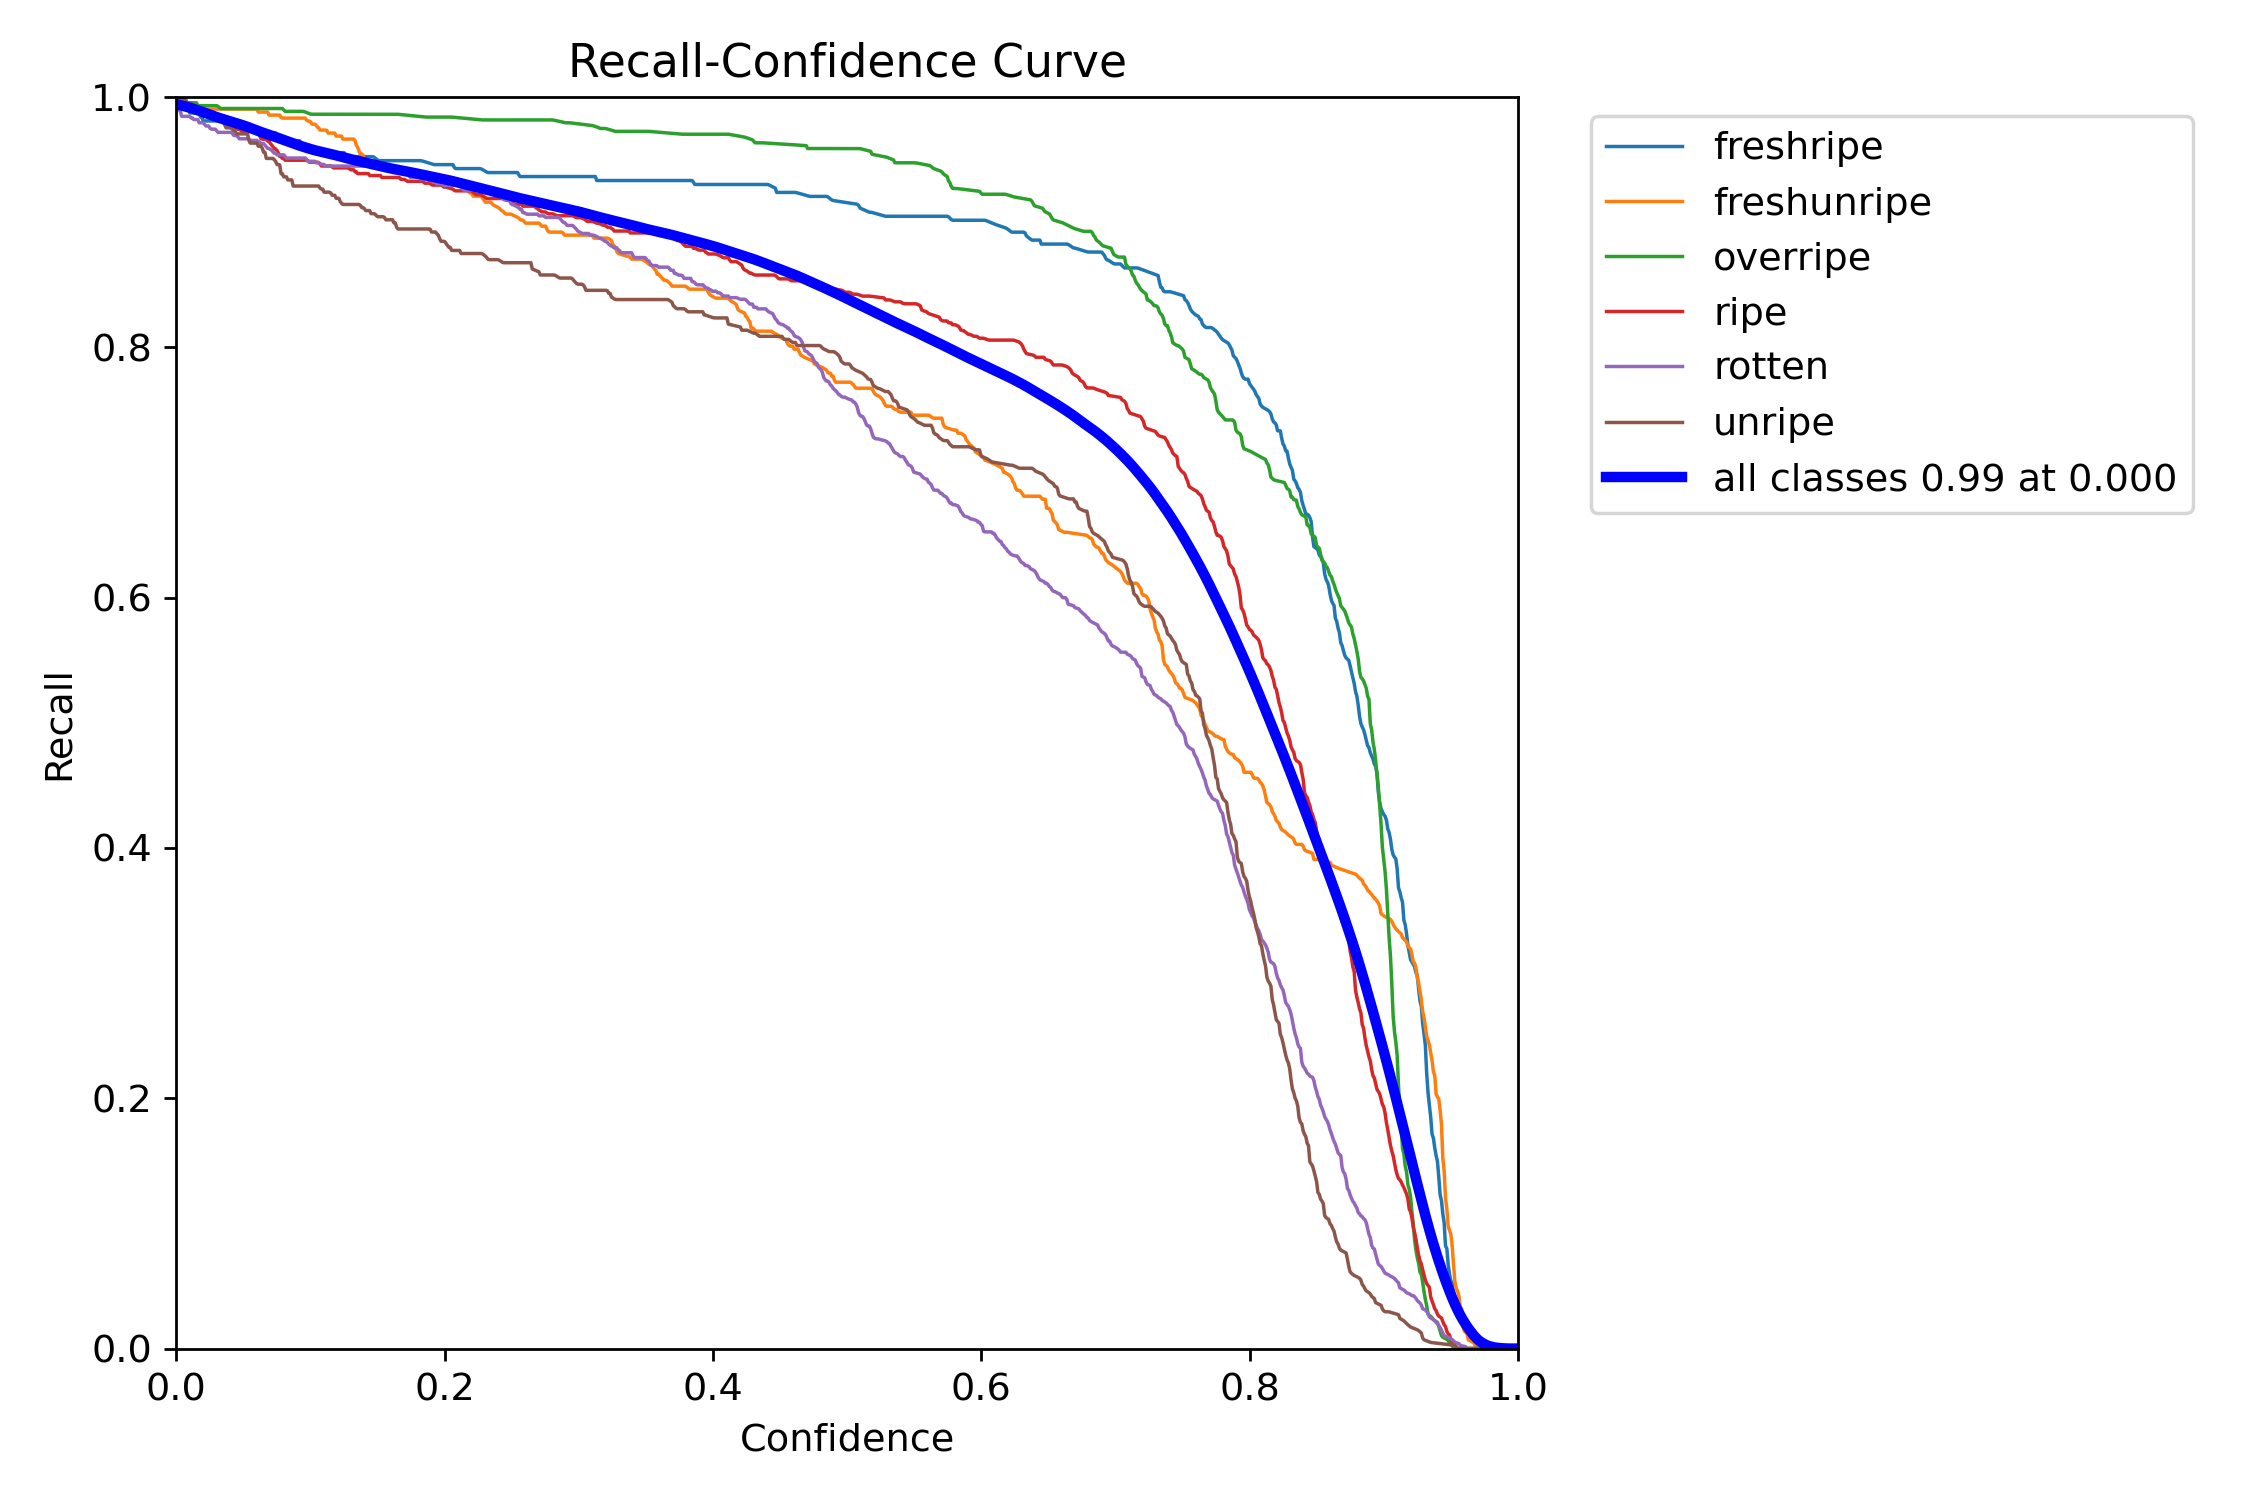 Recall-Confidence Curve
1.0
0.8
0.6
0.4
0.2
0.0
Recall
0.0 0.2 0.4 0.6 0.8 1.0
Confidence
freshripe
freshunripe
overripe
ripe
rotten
unripe
all classes 0.99 at 0.000